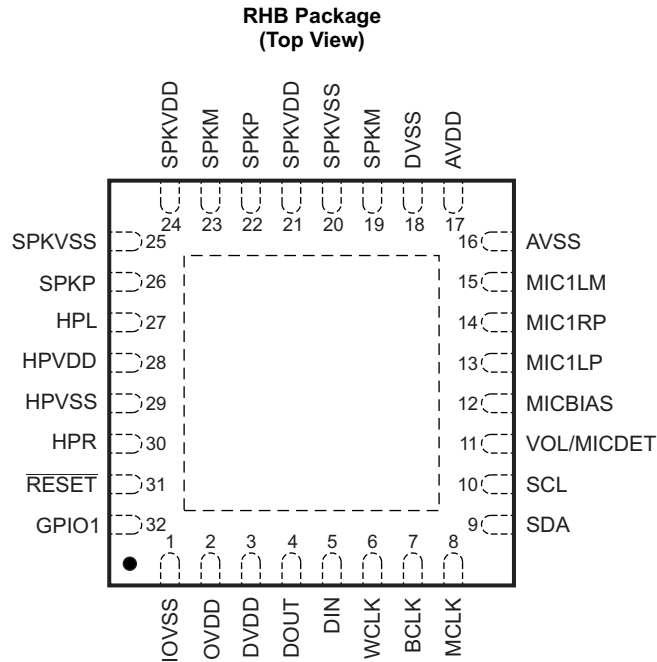 RHB Package
(Top View)
SPKVDD
SPKM
SPKP
SPKVDD
SPKVSS
SPKM
DVSS
AVDD
24
23
22
21
20
19
18
17
SPKVSS
25
16
AVSS
SPKP
26
15
MIC1LM
HPL
27
14
MIC1RP
HPVDD
28
13
MIC1LP
HPVSS
29
12
MICBIAS
HPR
30
11
VOL/MICDET
RESET
31
10
SCL
GPIO1
32
9
SDA
1
2
3
4
5
6
7
8
IOVSS
OVDD
DVDD
DOUT
DIN
WCLK
BCLK
MCLK